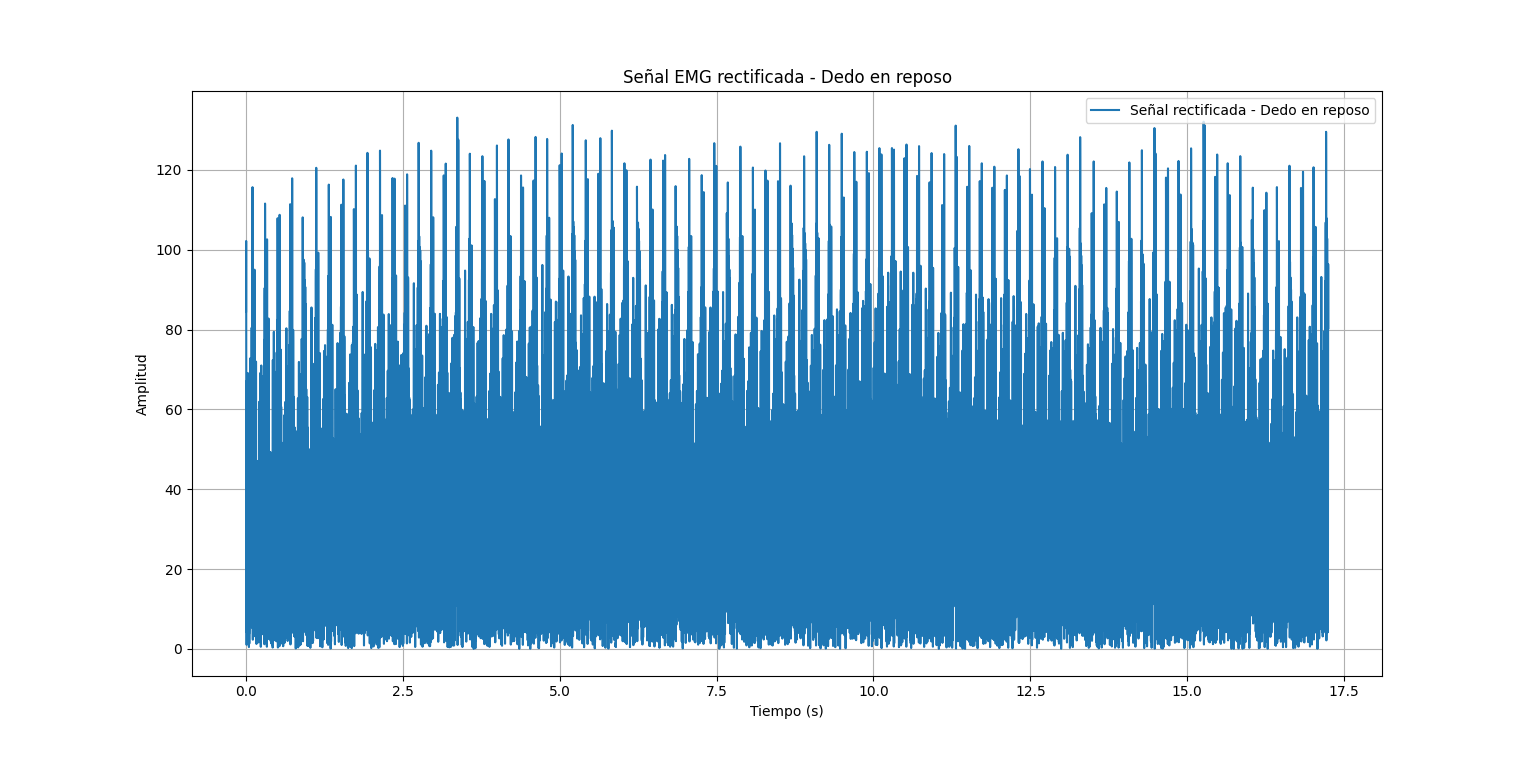 Señal EMG rectificada - Dedo en reposo
Señal rectificada - Dedo en reposo
Amplitud
120
100
80
60
40
20
0
0.0 2.5 5.0 7.5 10.0 12.5 15.0 17.5
Tiempo (s)